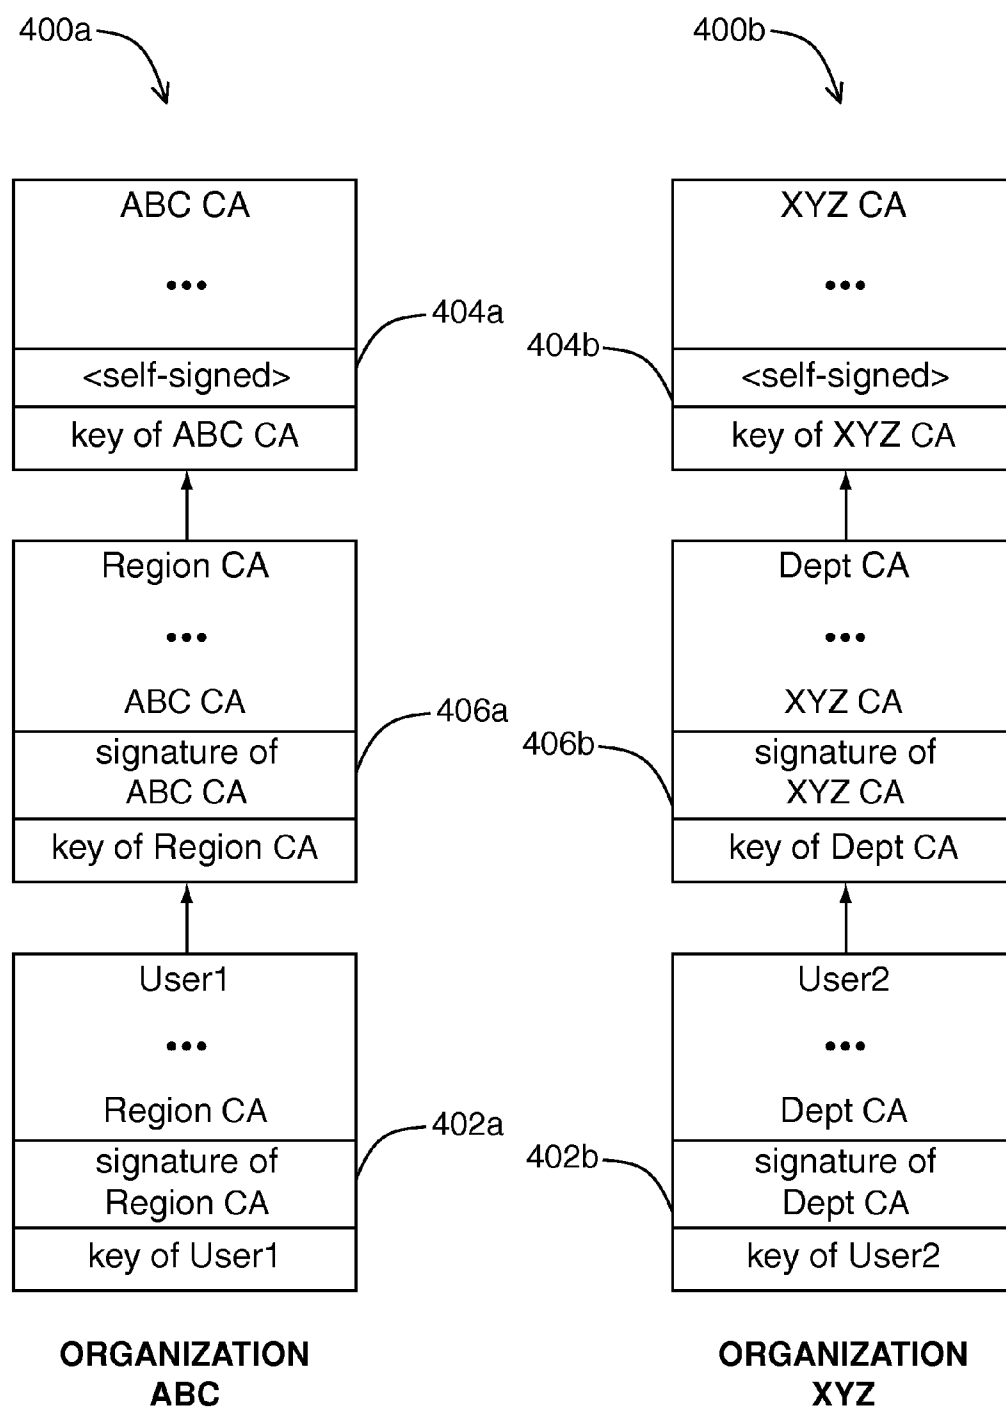 400a
400b
ABC CA
•••
<self-signed>
key of ABC CA
404a
XYZ CA
•••
<self-signed>
key of XYZ CA
404b
Region CA
•••
ABC CA
signature of
ABC CA
key of Region CA
406a
Dept CA
•••
XYZ CA
signature of
XYZ CA
key of Dept CA
406b
User1
•••
Region CA
signature of
Region CA
key of User1
402a
User2
•••
Dept CA
signature of
Dept CA
key of User2
402b
ORGANIZATION
ABC
ORGANIZATION
XYZ